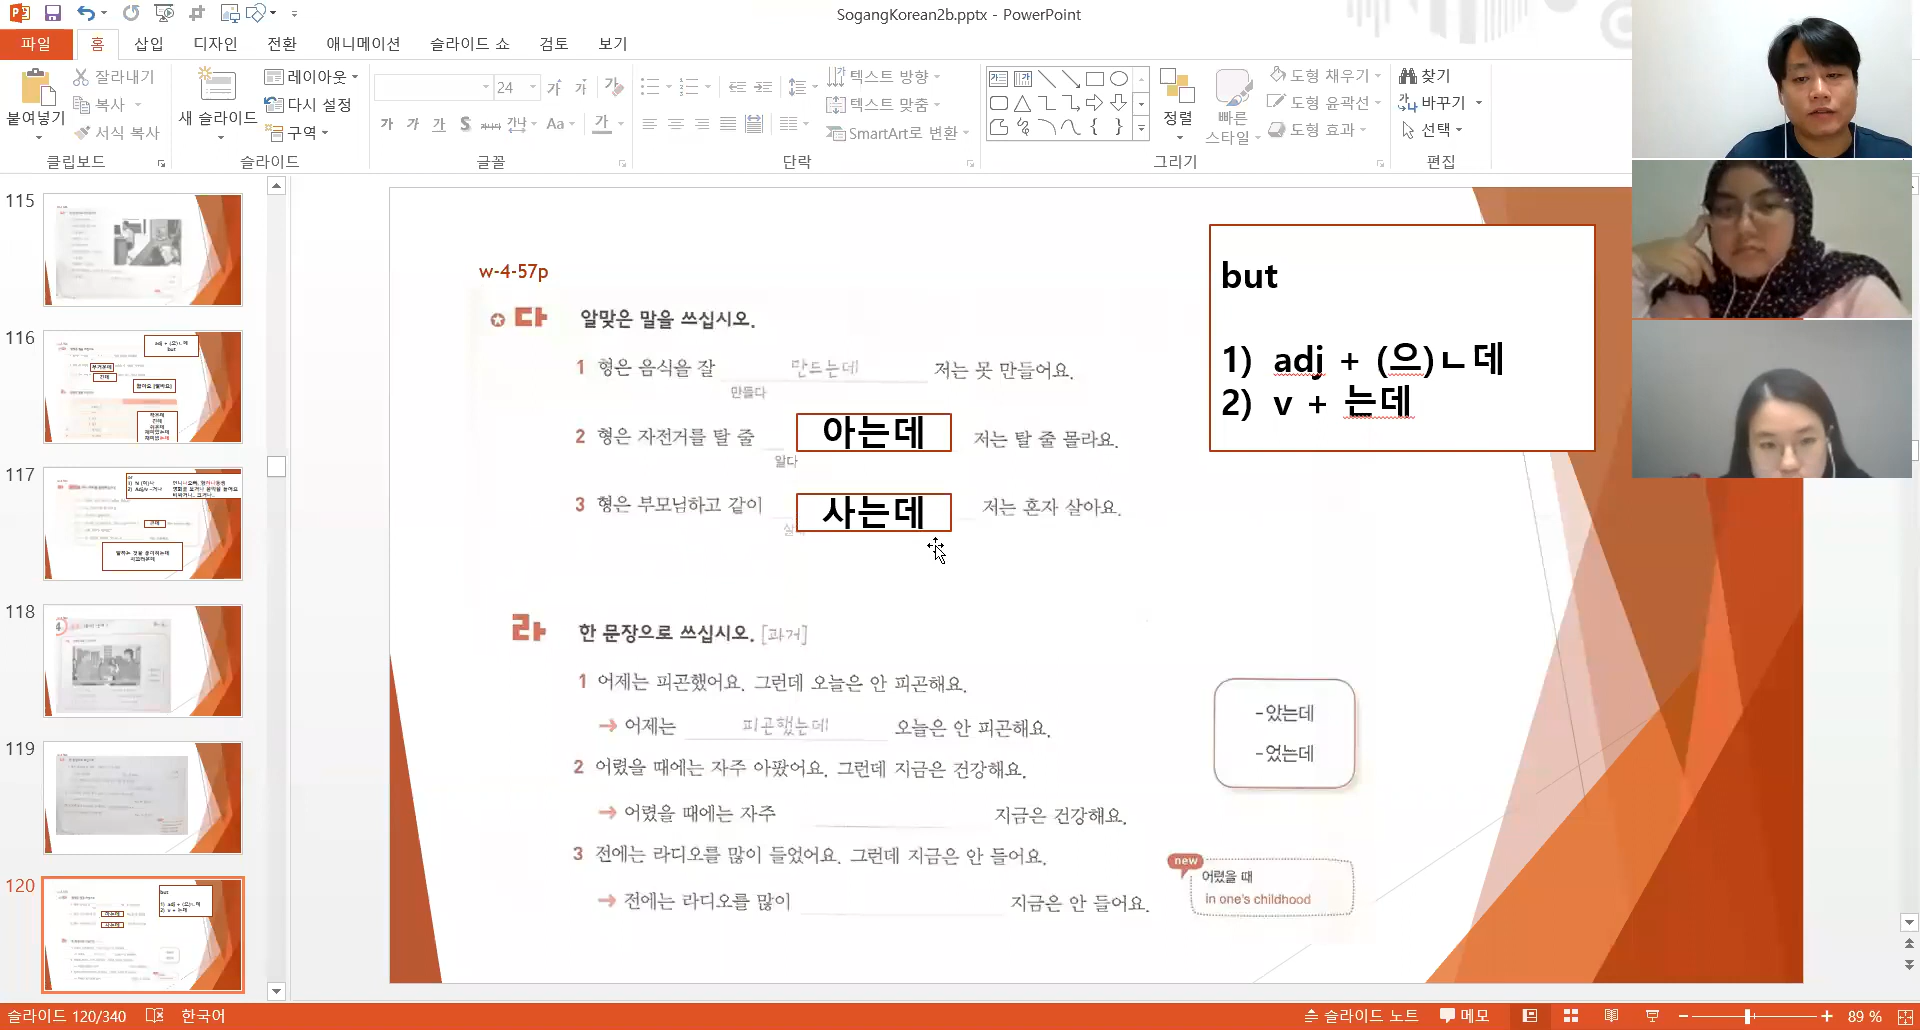 SogangKorean2b.pptx - PowerPoint
파일 홈 삽입 디자인 전환 애니메이션 슬라이드 쇼 검토 보기
붙여넣기
잘라내기
복사
서식 복사
클립보드
새 슬라이드
레이아웃
다시 설정
구역
슬라이드
24
가 가 가 S 가나다 Aa 가
글꼴
텍스트 방향
텍스트 맞춤
SmartArt로 변환
단락
정렬
빠른 스타일
도형 채우기
도형 윤곽선
도형 효과
그리기
찾기
바꾸기
선택
편집
115
116
117
118
119
120
w-4-57p
다 알맞은 말을 쓰십시오.
1 형은 음식을 잘 만드는데 저는 못 만들어요.
만들다
2 형은 자전거를 탈 줄 아는데 저는 탈 줄 몰라요.
알다
3 형은 부모님하고 같이 사는데 저는 혼자 살아요.
but
1) adj + (으)ㄴ데
2) v + 는데
라 한 문장으로 쓰십시오. [과거]
1 어제는 피곤했어요. 그런데 오늘은 안 피곤해요.
→ 어제는 피곤했는데 오늘은 안 피곤해요.
2 어렸을 때에는 자주 아팠어요. 그런데 지금은 건강해요.
→ 어렸을 때에는 자주 지금은 건강해요.
3 전에는 라디오를 많이 들었어요. 그런데 지금은 안 들어요.
→ 전에는 라디오를 많이 지금은 안 들어요.
-았는데
-었는데
new
어렸을 때
in one's childhood
슬라이드 120/340 한국어
슬라이드 노트 메모 89 %